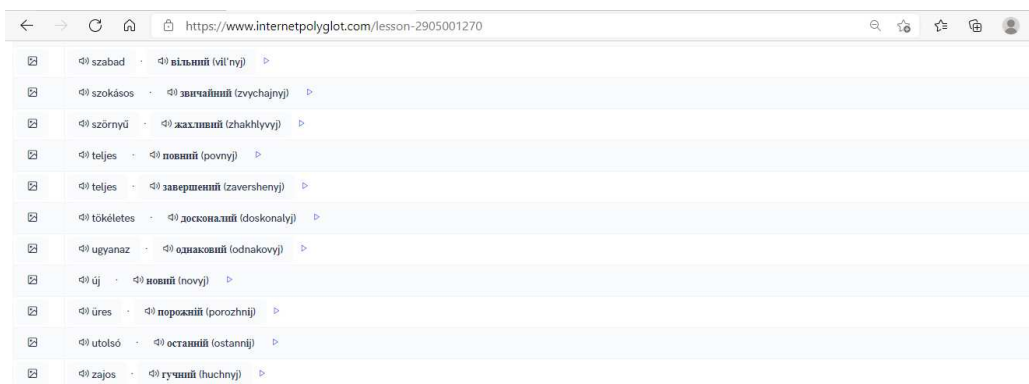 https://www.internetpolyglot.com/lesson-2905001270
szabad · вільний (vil'nyj)
szokásos · звичайний (zvychajnyj)
szörnyű · жахливий (zhakhlyvyj)
teljes · повний (povnyj)
teljes · завершений (zavershenyj)
tökéletes · досконалий (doskonalyj)
ugyanaz · однаковий (odnakovyj)
új · новий (novyj)
üres · порожній (porozhnij)
utolsó · останній (ostannij)
zajos · гучний (huchnyj)